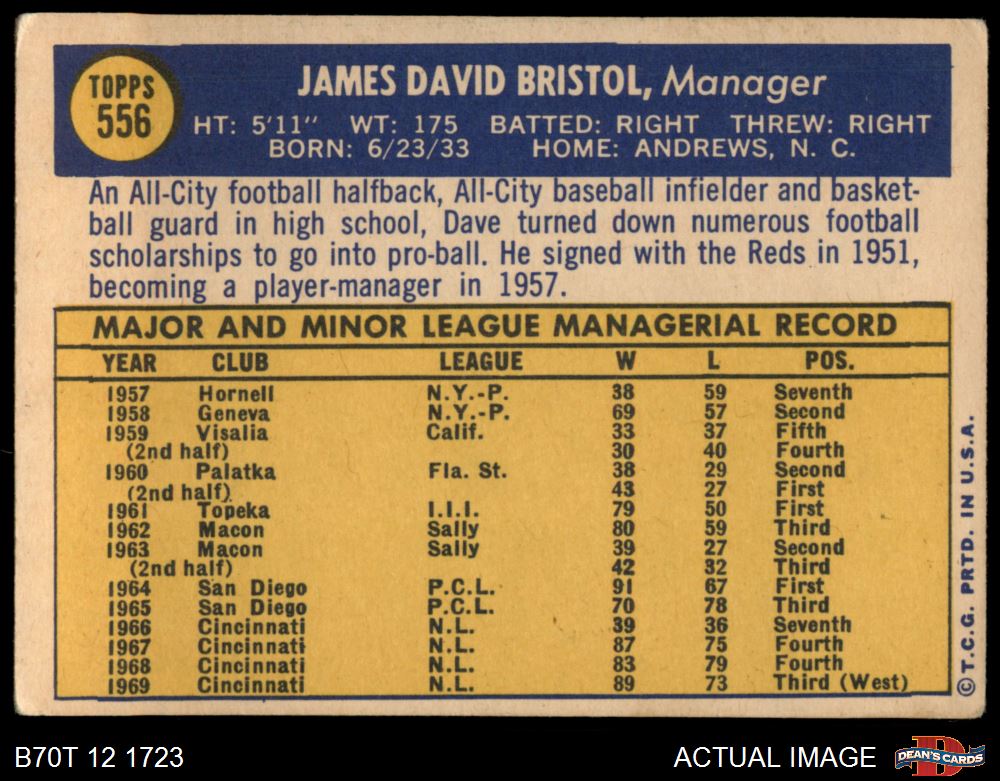 TOPPS
556
JAMES DAVID BRISTOL, Manager
HT: 5'11" WT: 175 BATTED: RIGHT THREW: RIGHT
BORN: 6/23/33 HOME: ANDREWS, N. C.
An All-City football halfback, All-City baseball infielder and basket-
ball guard in high school, Dave turned down numerous football
scholarships to go into pro-ball. He signed with the Reds in 1951,
becoming a player-manager in 1957.
MAJOR AND MINOR LEAGUE MANAGERIAL RECORD
YEAR CLUB LEAGUE W L POS.
1957 Hornell N.Y.-P. 38 59 Seventh
1958 Geneva N.Y.-P. 69 57 Second
1959 Visalia Calif. 33 37 Fifth
(2nd half) 30 40 Fourth
1960 Palatka Fla. St. 38 29 Second
(2nd half) 43 27 First
1961 Topeka I.I.I. 79 50 First
1962 Macon Sally 80 59 Third
1963 Macon Sally 39 27 Second
(2nd half) 42 32 Third
1964 San Diego P.C.L. 91 67 First
1965 San Diego P.C.L. 70 78 Third
1966 Cincinnati N.L. 39 36 Seventh
1967 Cincinnati N.L. 87 75 Fourth
1968 Cincinnati N.L. 83 79 Fourth
1969 Cincinnati N.L. 89 73 Third (West)
© T.C.G. PRTD. IN U.S.A.
B70T 12 1723
ACTUAL IMAGE
DEAN'S CARDS